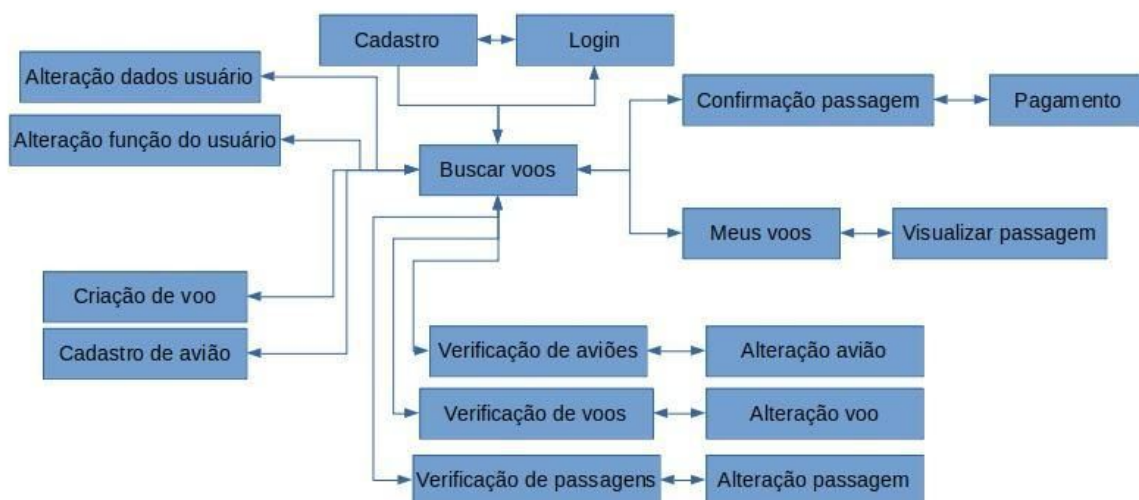 Cadastro
Login
Alteração dados usuário
Confirmação passagem
Pagamento
Alteração função do usuário
Buscar voos
Meus voos
Visualizar passagem
Criação de voo
Cadastro de avião
Verificação de aviões
Alteração avião
Verificação de voos
Alteração voo
Verificação de passagens
Alteração passagem